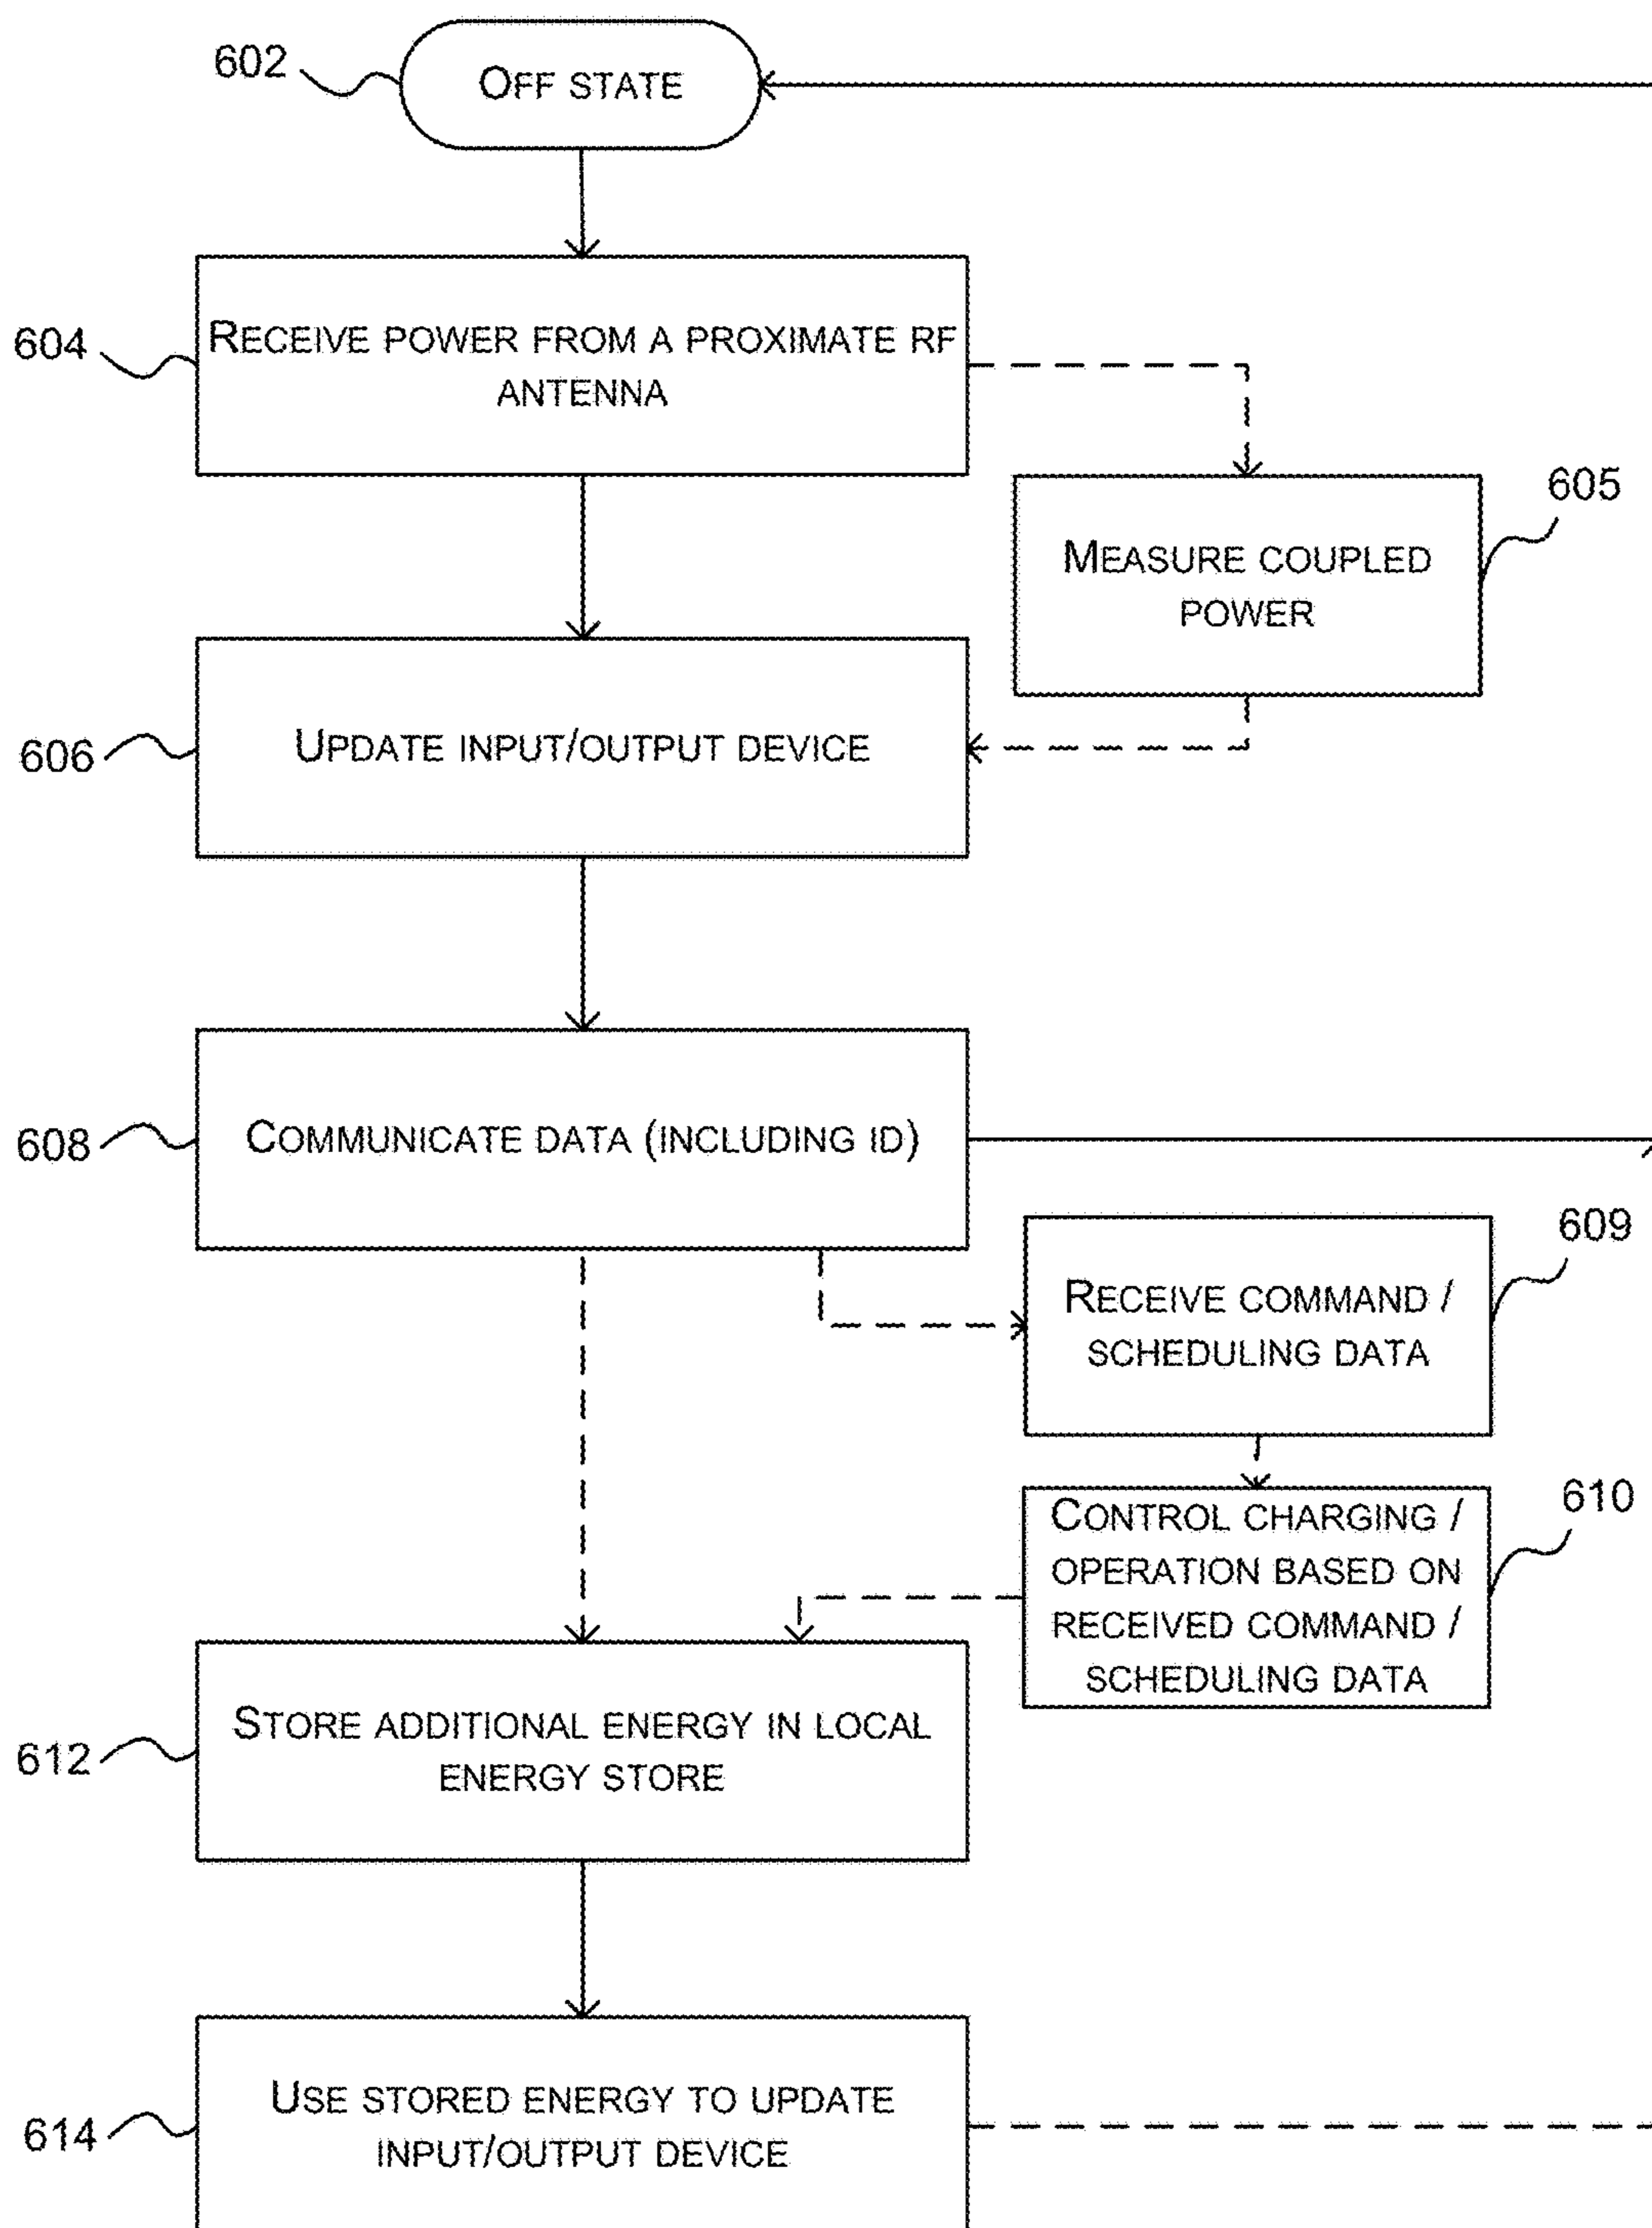 602
OFF STATE
604
RECEIVE POWER FROM A PROXIMATE RF
ANTENNA
605
MEASURE COUPLED
POWER
606
UPDATE INPUT/OUTPUT DEVICE
608
COMMUNICATE DATA (INCLUDING ID)
609
RECEIVE COMMAND /
SCHEDULING DATA
610
CONTROL CHARGING /
OPERATION BASED ON
RECEIVED COMMAND /
SCHEDULING DATA
612
STORE ADDITIONAL ENERGY IN LOCAL
ENERGY STORE
614
USE STORED ENERGY TO UPDATE
INPUT/OUTPUT DEVICE